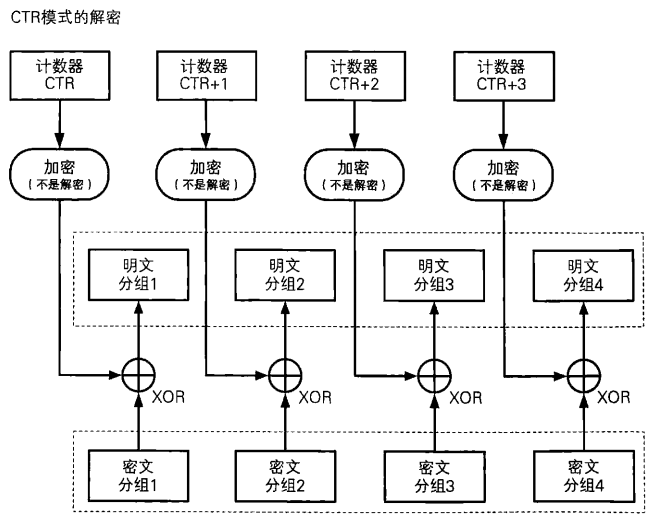 CTR模式的解密
计数器
CTR
计数器
CTR+1
计数器
CTR+2
计数器
CTR+3
加密
(不是解密)
加密
(不是解密)
加密
(不是解密)
加密
(不是解密)
明文
分组1
明文
分组2
明文
分组3
明文
分组4
XOR
XOR
XOR
XOR
密文
分组1
密文
分组2
密文
分组3
密文
分组4